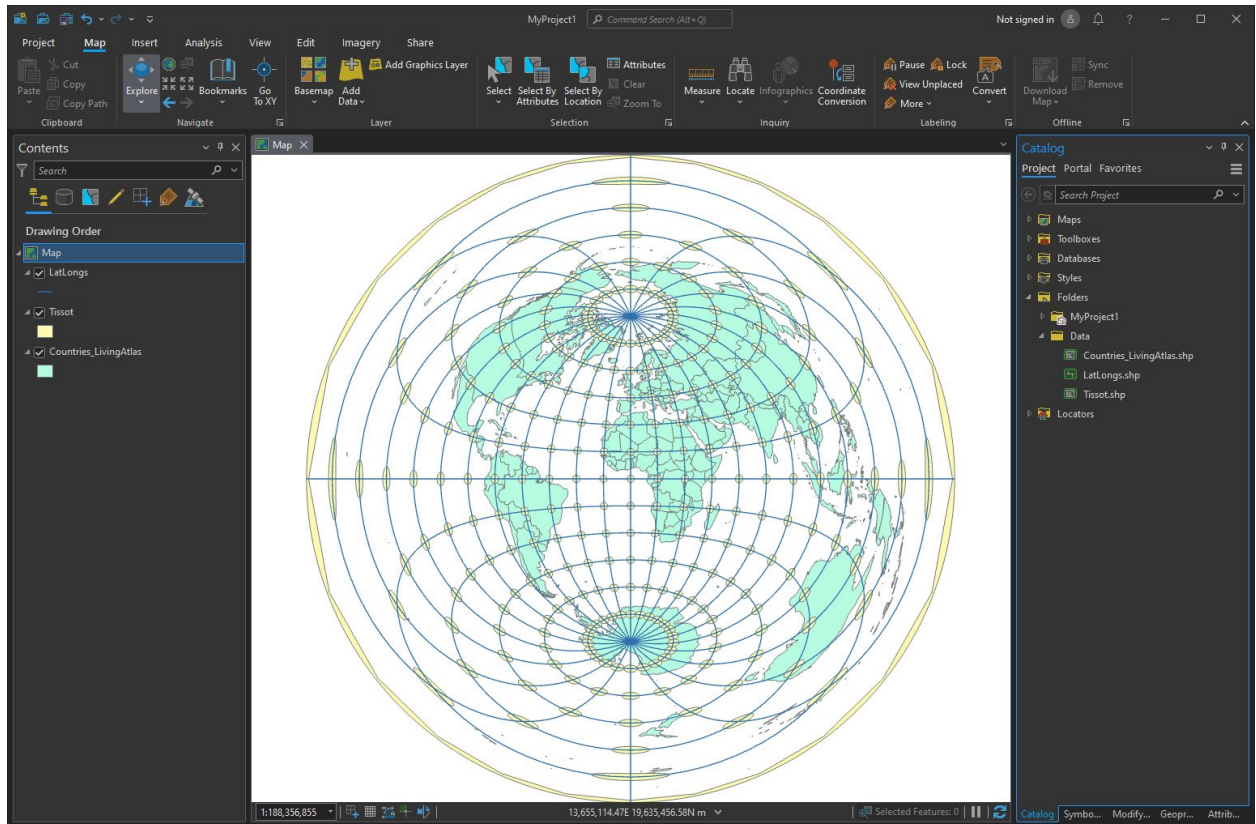 MyProject1
Command Search (Alt+Q)
Not signed in
?
Project Map Insert Analysis View Edit Imagery Share
Paste
Cut
Copy
Copy Path
Clipboard
Explore
Bookmarks
Go To XY
Navigate
Basemap
Add Data
Add Graphics Layer
Layer
Select
Select By Attributes
Select By Location
Attributes
Clear
Zoom To
Selection
Measure
Locate
Infographics
Coordinate Conversion
Inquiry
Pause
Lock
View Unplaced
More
Convert
Labeling
Download Map
Sync
Remove
Offline
Contents
Search
Drawing Order
Map
LatLongs
Tissot
Countries_LivingAtlas
Map
1:188,356,855
13,655,114.47E 19,635,456.58N m
Selected Features: 0
Catalog
Project Portal Favorites
Search Project
Maps
Toolboxes
Databases
Styles
Folders
MyProject1
Data
Countries_LivingAtlas.shp
LatLongs.shp
Tissot.shp
Locators
Catalog Symbo... Modify... Geopr... Attrib...